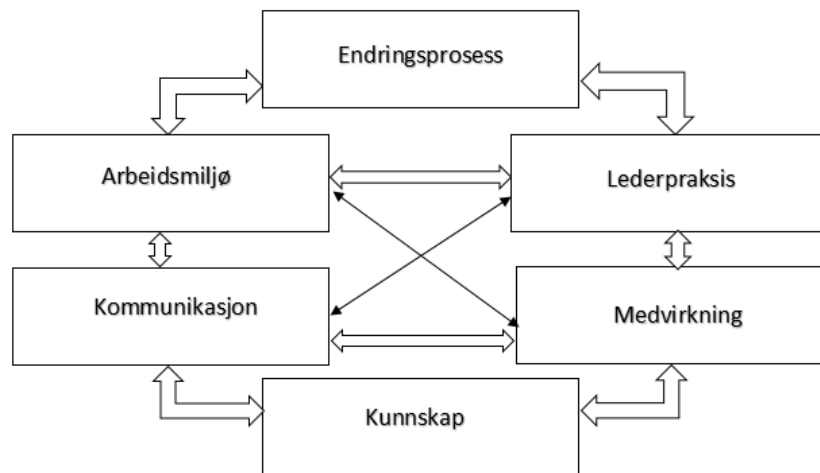 Endringsprosess
Arbeidsmiljø
Lederpraksis
Kommunikasjon
Medvirkning
Kunnskap